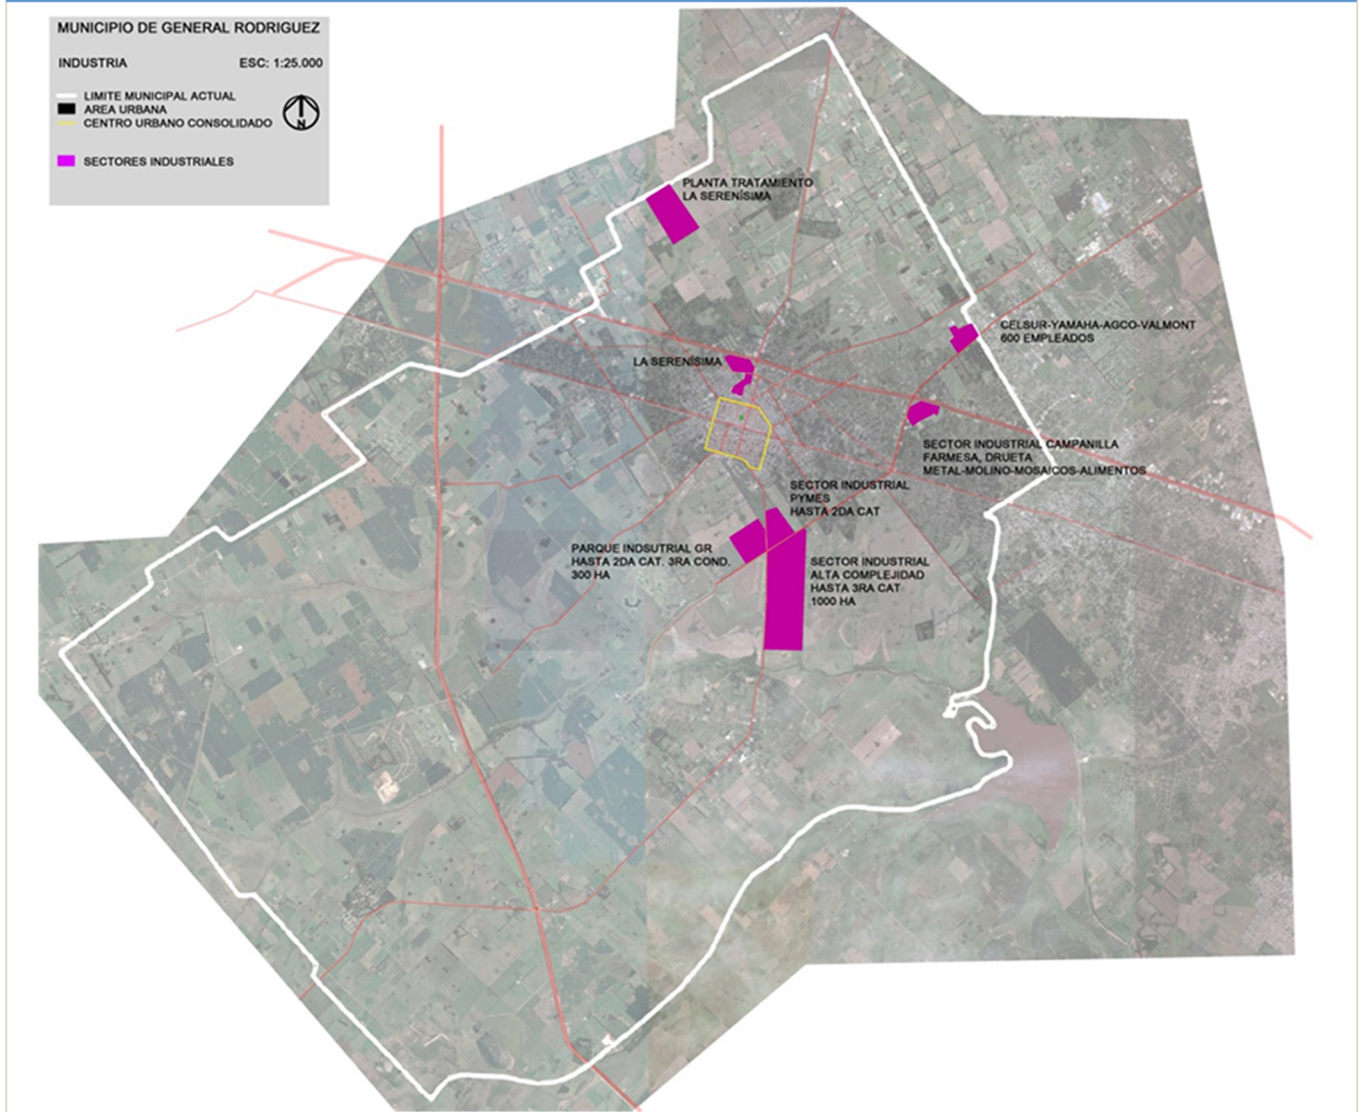 MUNICIPIO DE GENERAL RODRIGUEZ
INDUSTRIA ESC: 1:25.000
LIMITE MUNICIPAL ACTUAL
AREA URBANA
CENTRO URBANO CONSOLIDADO
N
SECTORES INDUSTRIALES
PLANTA TRATAMIENTO
LA SERENÍSIMA
CELSUR-YAMAHA-AGCO-VALMONT
600 EMPLEADOS
LA SERENÍSIMA
SECTOR INDUSTRIAL CAMPANILLA
FARMESA, DRUETA
METAL-MOLINO-MOSAICOS-ALIMENTOS
SECTOR INDUSTRIAL
PYMES
HASTA 2DA CAT
PARQUE INDSUTRIAL GR
HASTA 2DA CAT. 3RA COND.
300 HA
SECTOR INDUSTRIAL
ALTA COMPLEJIDAD
HASTA 3RA CAT
1000 HA